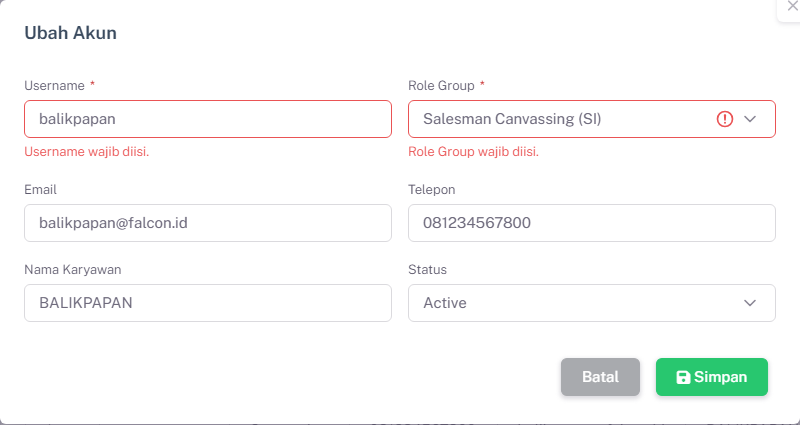 Ubah Akun
Username *
Role Group *
balikpapan
Salesman Canvassing (SI)
Username wajib diisi.
Role Group wajib diisi.
Email
Telepon
balikpapan@falcon.id
081234567800
Nama Karyawan
Status
BALIKPAPAN
Active
Batal
Simpan